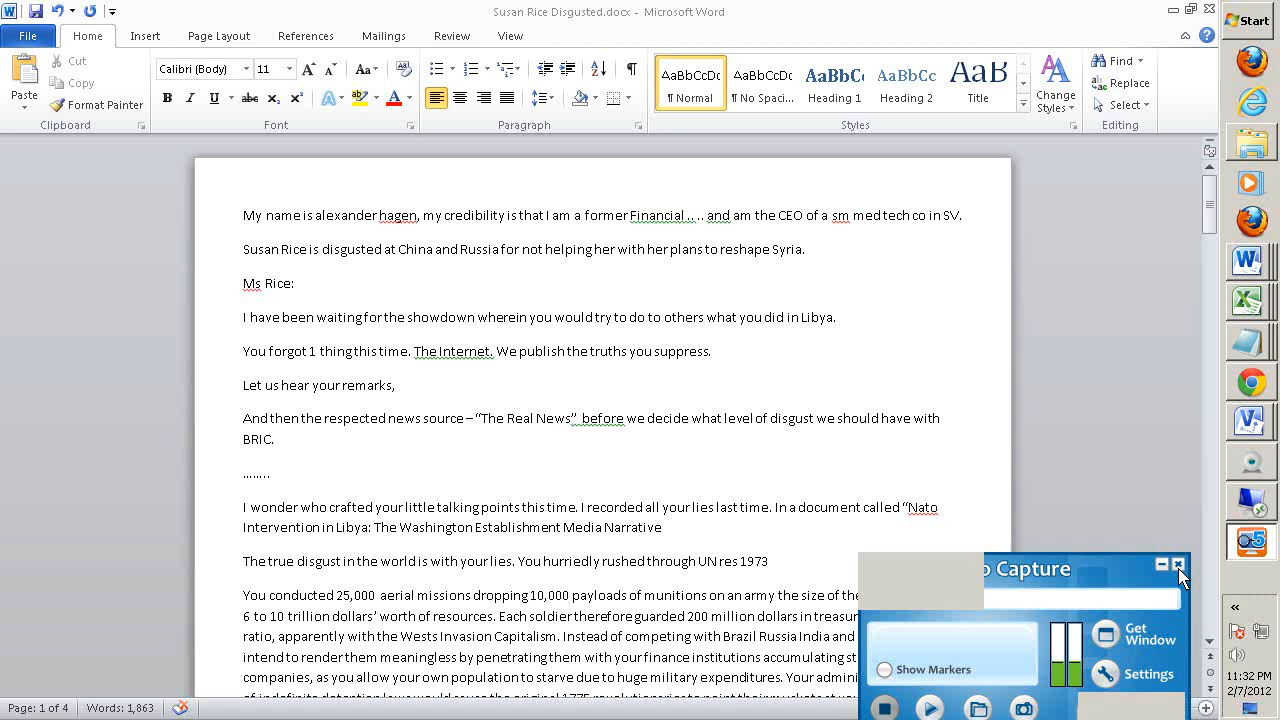 Susan Rice Disgusted.docx - Microsoft Word
File Home Insert Page Layout References Mailings Review View
Start
Paste
Cut
Copy
Format Painter
Clipboard
Calibri (Body) 11
Font
Paragraph
AaBbCcDc AaBbCcDc AaBbCc AaBbCc AaB
¶ Normal ¶ No Spaci... Heading 1 Heading 2 Title
Change Styles
Styles
Find
Replace
Select
Editing
My name is alexander hagen, my credibility is that I am a former Financial .. .. and am the CEO of a sm med tech co in SV.
Susan Rice is disgusted at China and Russia for not helping her with her plans to reshape Syria.
Ms Rice:
I have been waiting for the showdown wherein you would try to do to others what you did in Libya.
You forgot 1 thing this time. The Internet. We publish the truths you suppress.
Let us hear your remarks,
And then the respected news source – “The Real News” before we decide what level of disgust we should have with
BRIC.
........
I wonder who crafted your little talking points this time. I recorded all your lies last time. In a document called “Nato
Intervention in Libya: The Washington Establishment Media Narrative
The true disgust in the world is with your lies. You hurriedly rushed through UN res 1973
You conducted 25,000 aerial missions dropping 10,000 payloads of munitions on an army the size of the
6 to 10 trillion dollars’ worth of resources. Each soldier therefore guarded 200 million dollars in treasur
ratio, apparently with the Wests Invasion Capitalism. Instead of competing with Brazil Russia India and
intend to render them meaningless by penetrating them with your finance institutions accumulating st
companies, as you allow your own population to starve due to huge military expenditures. Your admini
Capture
Get Window
Show Markers
Settings
Page: 1 of 4 Words: 1,863
11:32 PM
2/7/2012